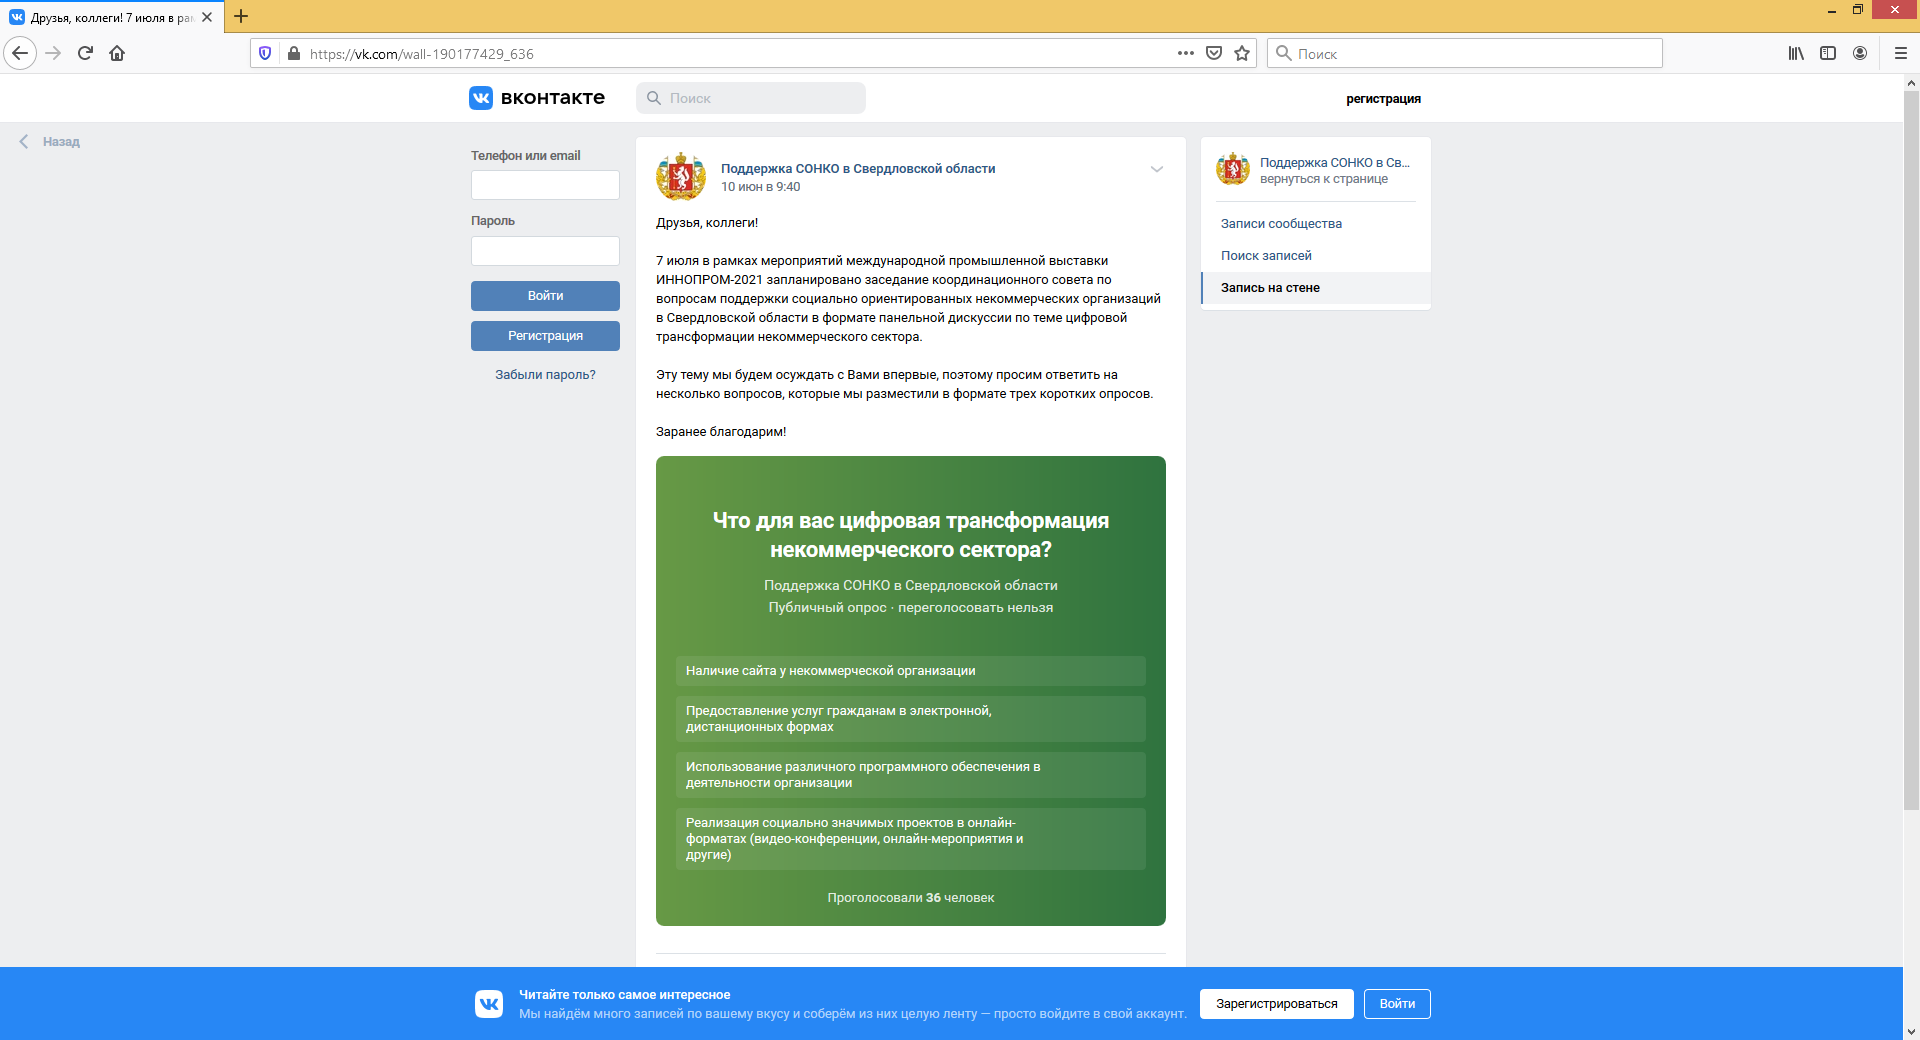 Друзья, коллеги! 7 июля в рам
https://vk.com/wall-190177429_636
Поиск
вконтакте
Поиск
регистрация
Назад
Телефон или email
Пароль
Войти
Регистрация
Забыли пароль?
Поддержка СОНКО в Свердловской области
10 июн в 9:40
Друзья, коллеги!
7 июля в рамках мероприятий международной промышленной выставки
ИННОПРОМ-2021 запланировано заседание координационного совета по
вопросам поддержки социально ориентированных некоммерческих организаций
в Свердловской области в формате панельной дискуссии по теме цифровой
трансформации некоммерческого сектора.
Эту тему мы будем осуждать с Вами впервые, поэтому просим ответить на
несколько вопросов, которые мы разместили в формате трех коротких опросов.
Заранее благодарим!
Что для вас цифровая трансформация
некоммерческого сектора?
Поддержка СОНКО в Свердловской области
Публичный опрос · переголосовать нельзя
Наличие сайта у некоммерческой организации
Предоставление услуг гражданам в электронной,
дистанционных формах
Использование различного программного обеспечения в
деятельности организации
Реализация социально значимых проектов в онлайн-
форматах (видео-конференции, онлайн-мероприятия и
другие)
Проголосовали 36 человек
Поддержка СОНКО в Св...
вернуться к странице
Записи сообщества
Поиск записей
Запись на стене
Читайте только самое интересное
Мы найдём много записей по вашему вкусу и соберём из них целую ленту — просто войдите в свой аккаунт.
Зарегистрироваться
Войти